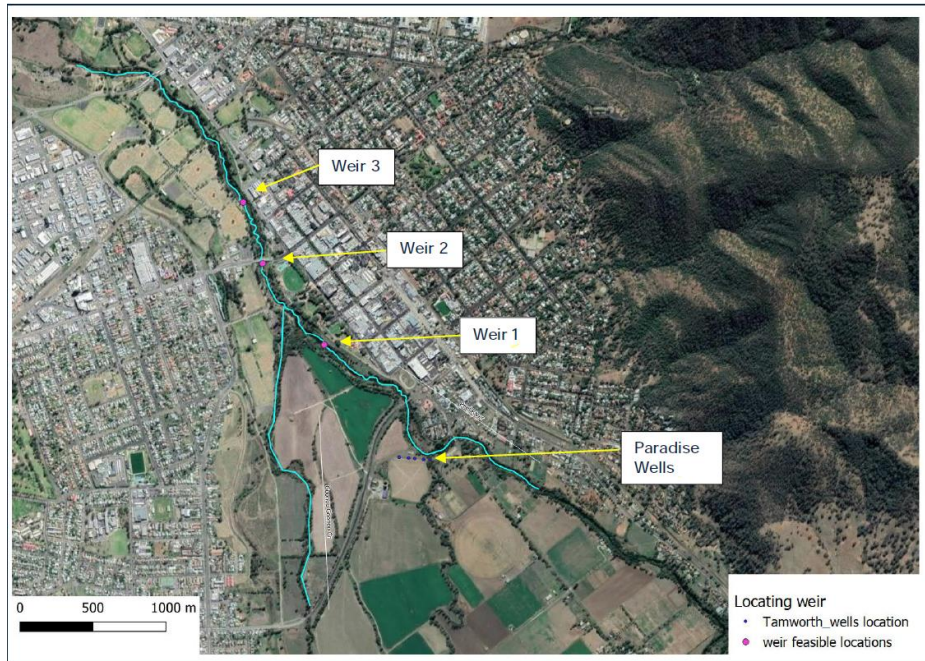 Weir 3
Weir 2
Weir 1
Paradise
Wells
0 500 1000 m
Locating weir
Tamworth_wells location
weir feasible locations